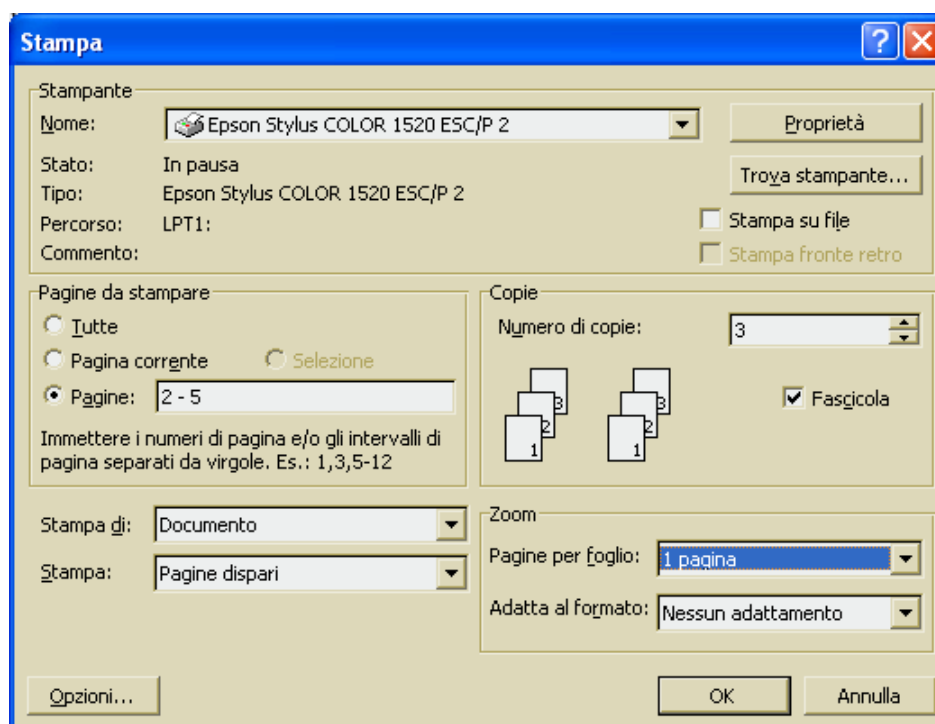 Stampa
Stampante
Nome: Epson Stylus COLOR 1520 ESC/P 2 Proprietà
Stato: In pausa
Trova stampante...
Tipo: Epson Stylus COLOR 1520 ESC/P 2
Percorso: LPT1: Stampa su file
Commento: Stampa fronte retro
Pagine da stampare
Tutte
Pagina corrente Selezione
Pagine: 2 - 5
Immettere i numeri di pagina e/o gli intervalli di
pagina separati da virgole. Es.: 1,3,5-12
Copie
Numero di copie: 3
3 3
2 2
1 1
Fascicola
Stampa di: Documento
Stampa: Pagine dispari
Zoom
Pagine per foglio: 1 pagina
Adatta al formato: Nessun adattamento
Opzioni... OK Annulla